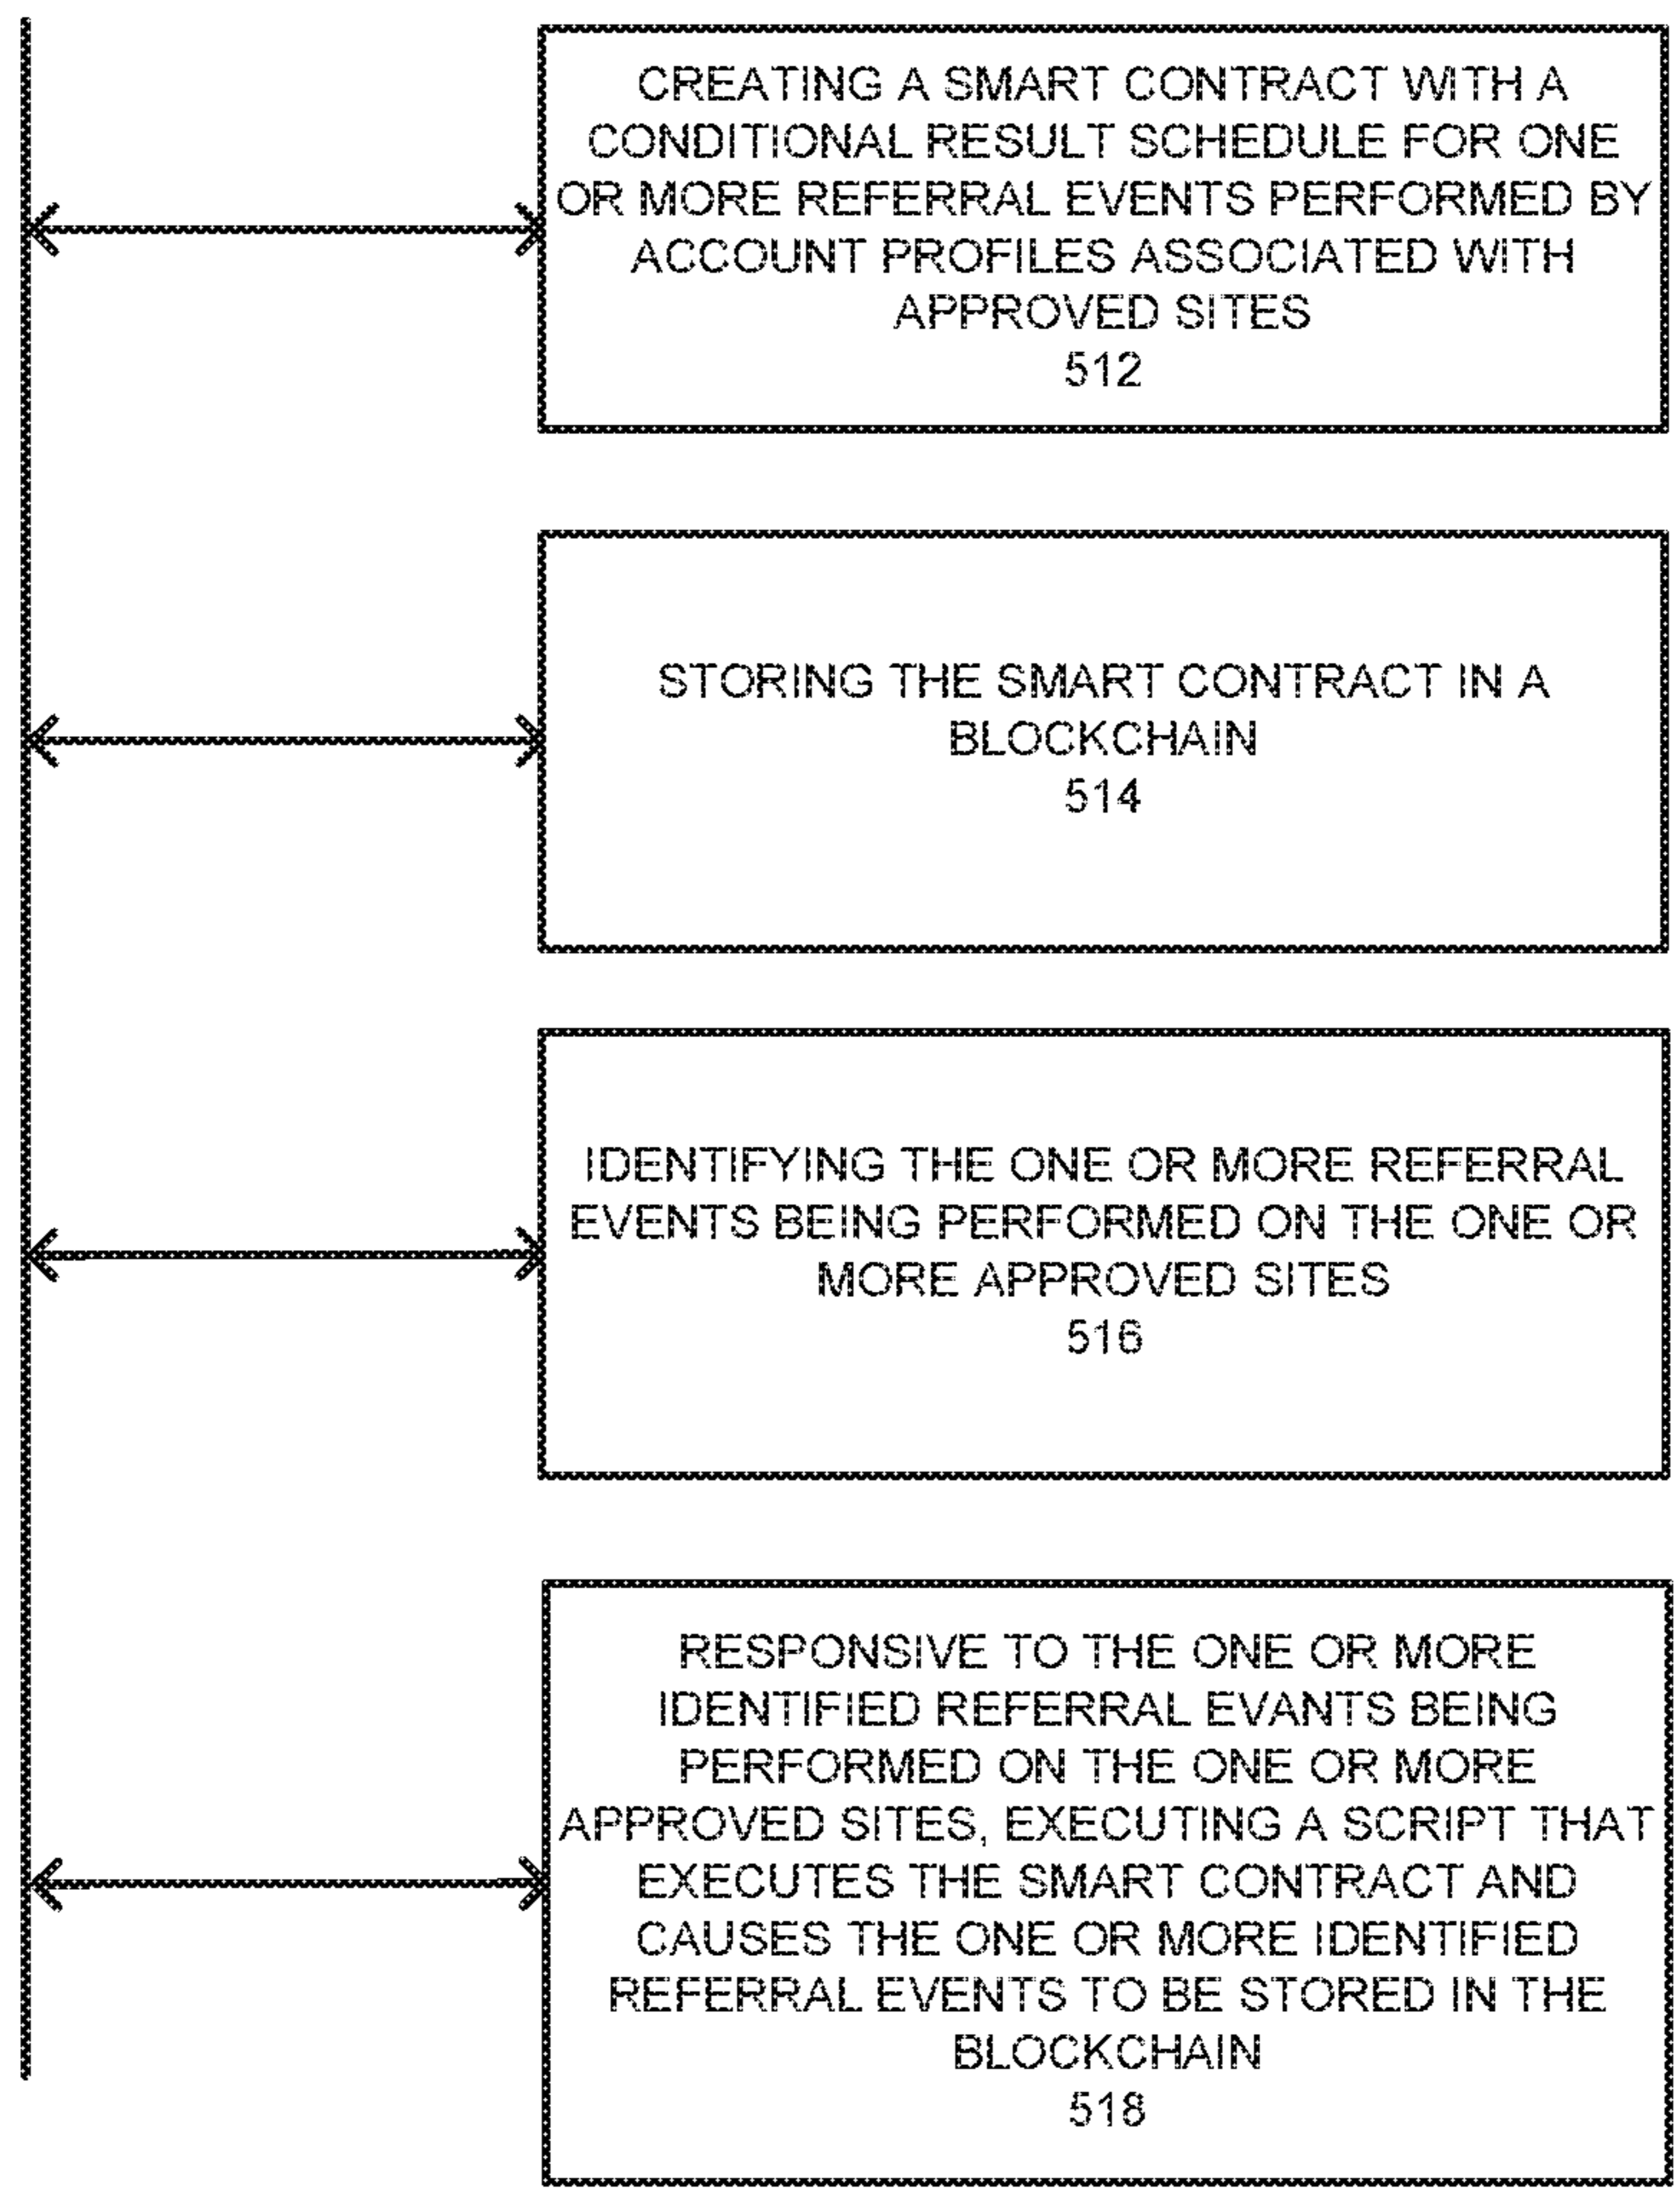 CREATING A SMART CONTRACT WITH A
CONDITIONAL RESULT SCHEDULE FOR ONE
OR MORE REFERRAL EVENTS PERFORMED BY
ACCOUNT PROFILES ASSOCIATED WITH
APPROVED SITES
512
STORING THE SMART CONTRACT IN A
BLOCKCHAIN
514
IDENTIFYING THE ONE OR MORE REFERRAL
EVENTS BEING PERFORMED ON THE ONE OR
MORE APPROVED SITES
516
RESPONSIVE TO THE ONE OR MORE
IDENTIFIED REFERRAL EVANTS BEING
PERFORMED ON THE ONE OR MORE
APPROVED SITES, EXECUTING A SCRIPT THAT
EXECUTES THE SMART CONTRACT AND
CAUSES THE ONE OR MORE IDENTIFIED
REFERRAL EVENTS TO BE STORED IN THE
BLOCKCHAIN
518